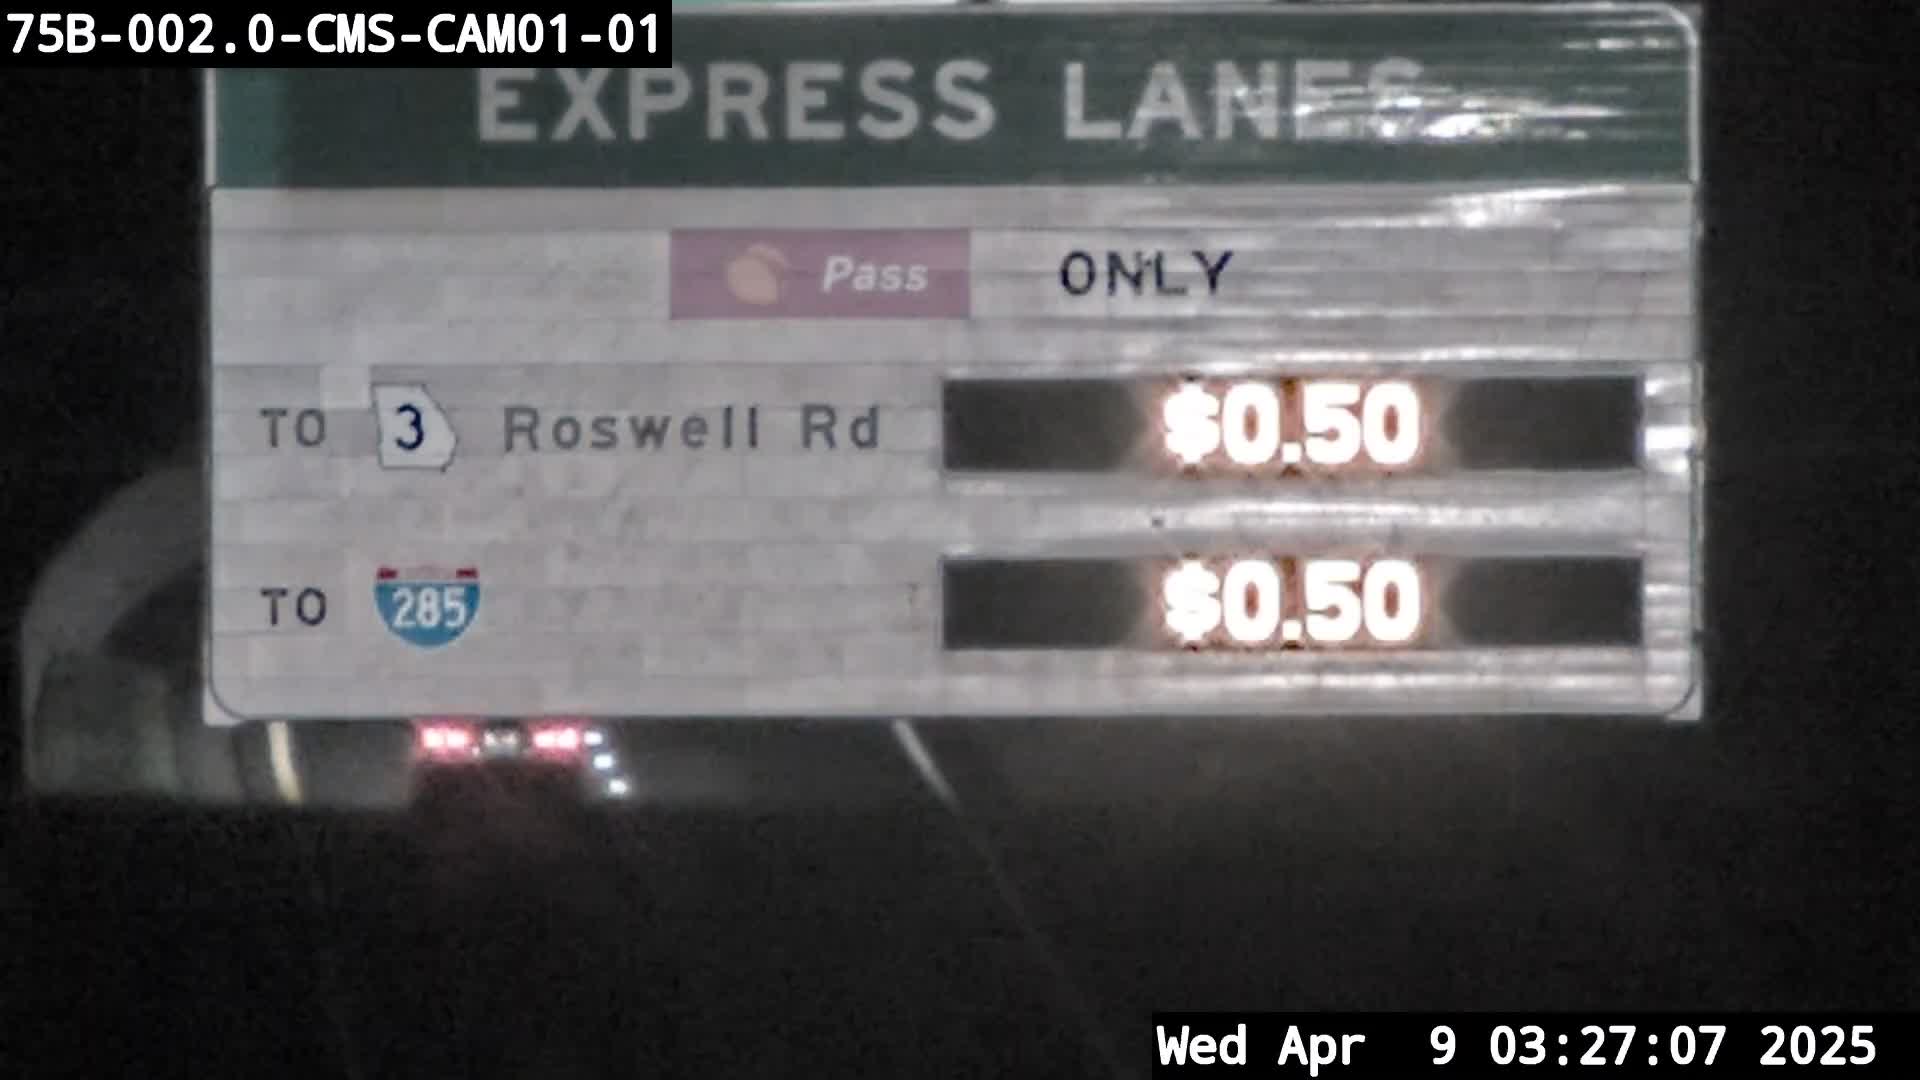 75B-002.0-CMS-CAM01-01
EXPRESS LANES
Pass ONLY
TO 3 Roswell Rd $0.50
TO 285 $0.50
Wed Apr 9 03:27:07 2025